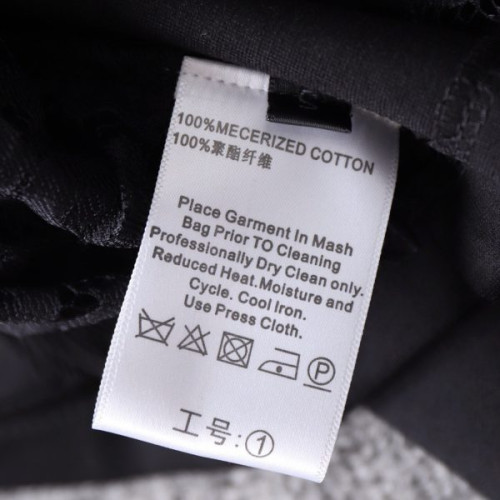 S
100%MECERIZED COTTON
100%聚酯纤维
Place Garment In Mash
Bag Prior TO Cleaning
Professionally Dry Clean only.
Reduced Heat.Moisture and
Cycle. Cool Iron.
Use Press Cloth.
P
工号:①